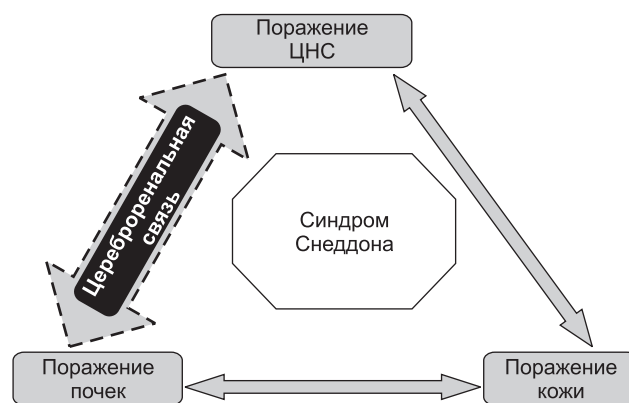 Поражение
ЦНС
Цереброренальная
связь
Синдром
Снеддона
Поражение
почек
Поражение
кожи